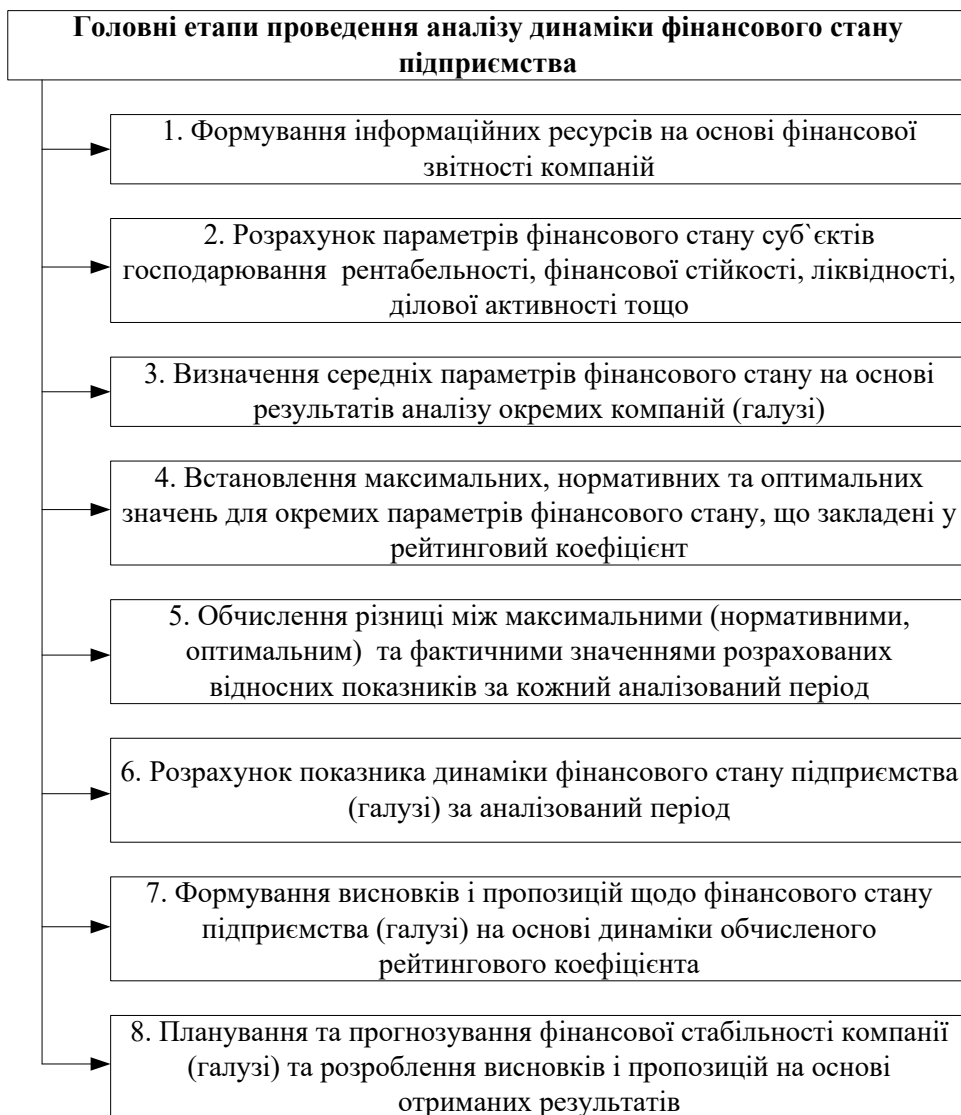 Головні етапи проведення аналізу динаміки фінансового стану
підприємства
1. Формування інформаційних ресурсів на основі фінансової
звітності компаній
2. Розрахунок параметрів фінансового стану суб`єктів
господарювання  рентабельності, фінансової стійкості, ліквідності,
ділової активності тощо
3. Визначення середніх параметрів фінансового стану на основі
результатів аналізу окремих компаній (галузі)
4. Встановлення максимальних, нормативних та оптимальних
значень для окремих параметрів фінансового стану, що закладені у
рейтинговий коефіцієнт
5. Обчислення різниці між максимальними (нормативними,
оптимальним)  та фактичними значеннями розрахованих
відносних показників за кожний аналізований період
6. Розрахунок показника динаміки фінансового стану підприємства
(галузі) за аналізований період
7. Формування висновків і пропозицій щодо фінансового стану
підприємства (галузі) на основі динаміки обчисленого
рейтингового коефіцієнта
8. Планування та прогнозування фінансової стабільності компанії
(галузі) та розроблення висновків і пропозицій на основі
отриманих результатів